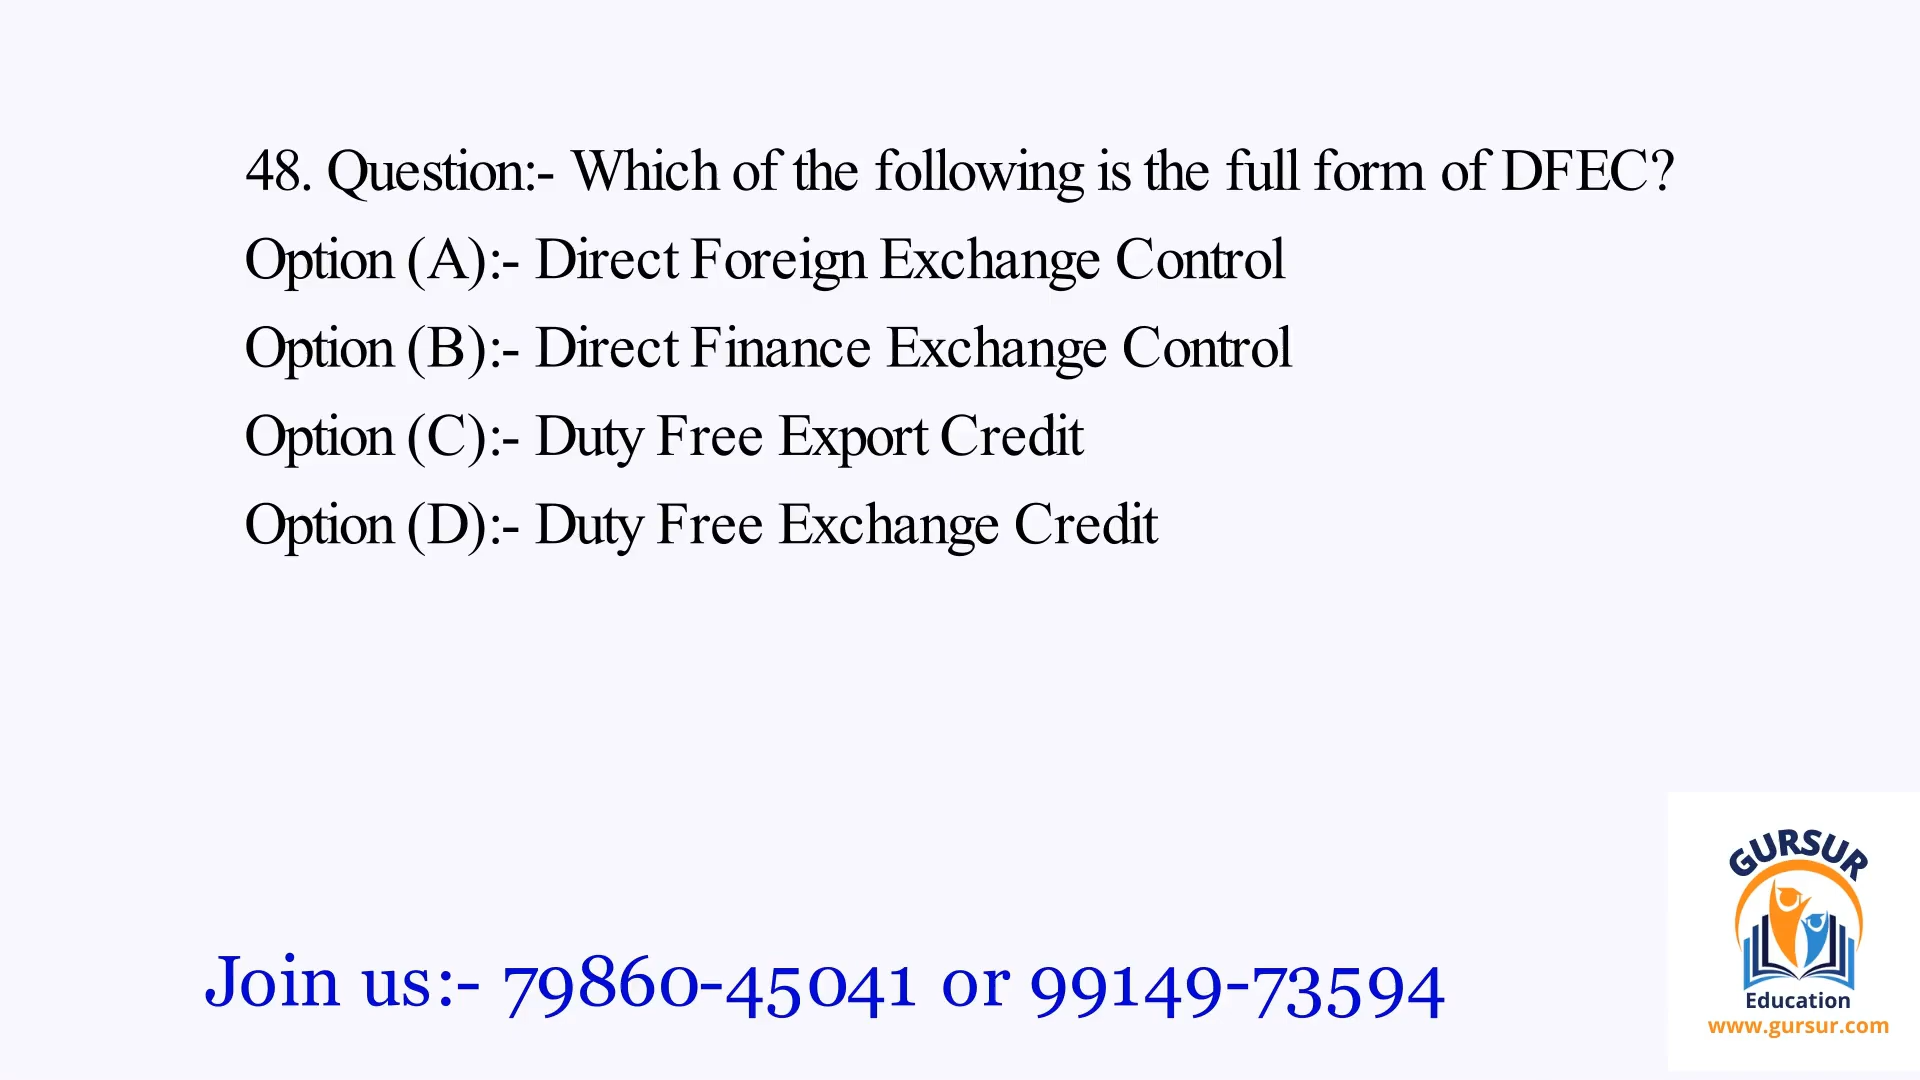 48. Question:- Which of the following is the full form of DFEC?
Option (A):- Direct Foreign Exchange Control
Option (B):- Direct Finance Exchange Control
Option (C):- Duty Free Export Credit
Option (D):- Duty Free Exchange Credit
GURSUR
Education
www.gursur.com
Join us:- 79860-45041 or 99149-73594